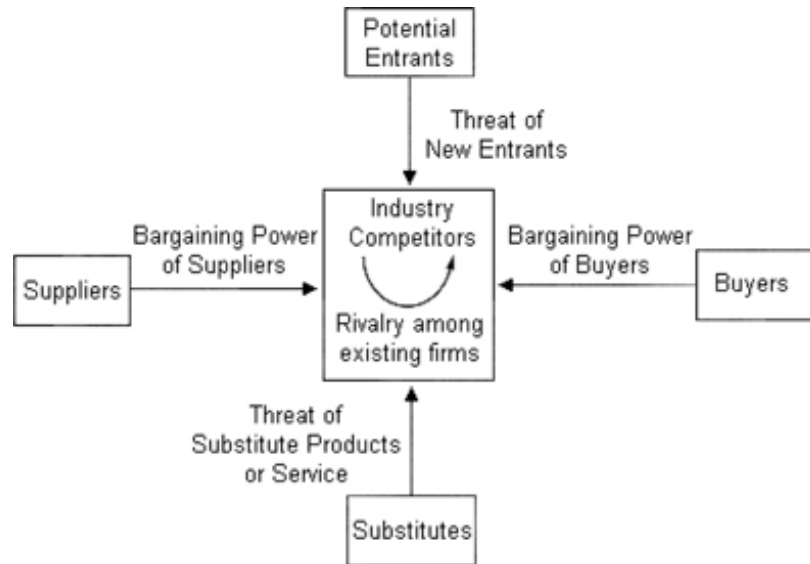 Potential
Entrants
Threat of
New Entrants
Industry
Competitors
Bargaining Power
of Suppliers
Bargaining Power
of Buyers
Suppliers
Buyers
Rivalry among
existing firms
Threat of
Substitute Products
or Service
Substitutes